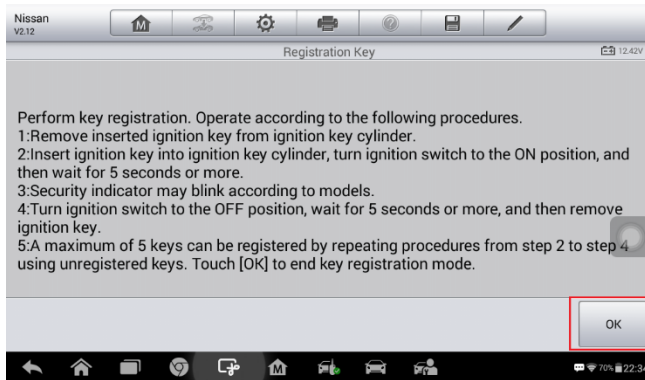 Nissan
V2.12
Registration Key
12.42V
Perform key registration. Operate according to the following procedures.
1:Remove inserted ignition key from ignition key cylinder.
2:Insert ignition key into ignition key cylinder, turn ignition switch to the ON position, and
then wait for 5 seconds or more.
3:Security indicator may blink according to models.
4:Turn ignition switch to the OFF position, wait for 5 seconds or more, and then remove
ignition key.
5:A maximum of 5 keys can be registered by repeating procedures from step 2 to step 4
using unregistered keys. Touch [OK] to end key registration mode.
OK
70% 22:34